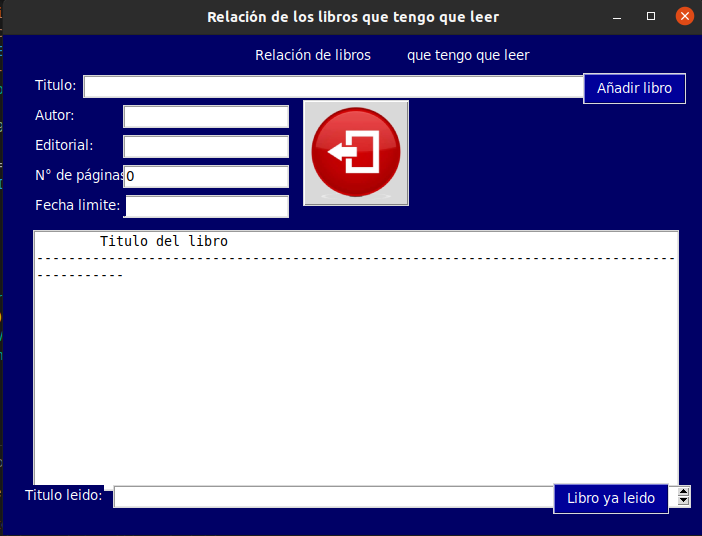 Relación de los libros que tengo que leer
Relación de libros que tengo que leer
Titulo:
Añadir libro
Autor:
Editorial:
N° de páginas
0
Fecha limite:
Titulo del libro
--------------------------------------------------------------------------------
-----------
Titulo leido:
Libro ya leido